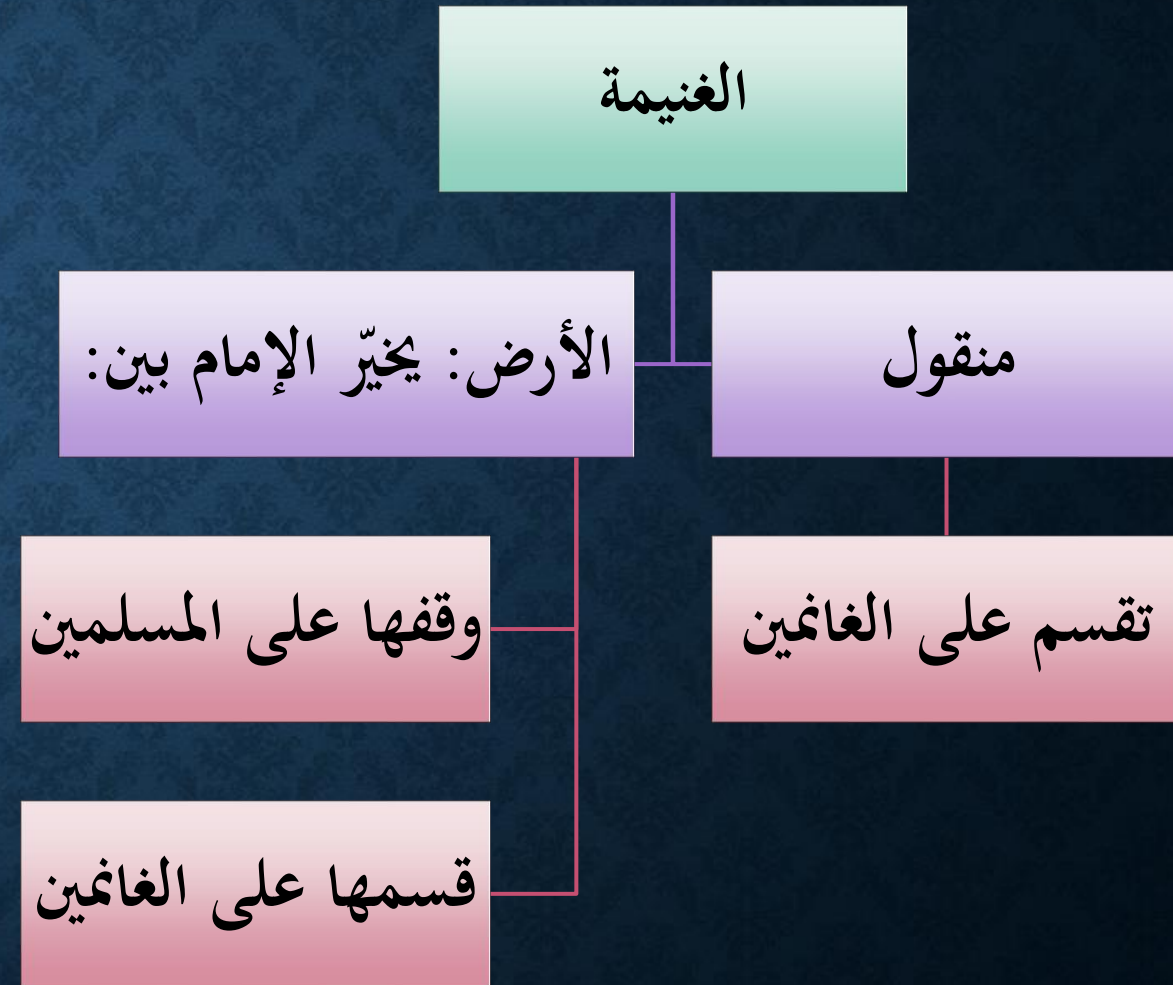 الغنيمة
منقول
الأرض: يخيّر الإمام بين:
تقسم على الغانمين
وقفها على المسلمين
قسمها على الغانمين